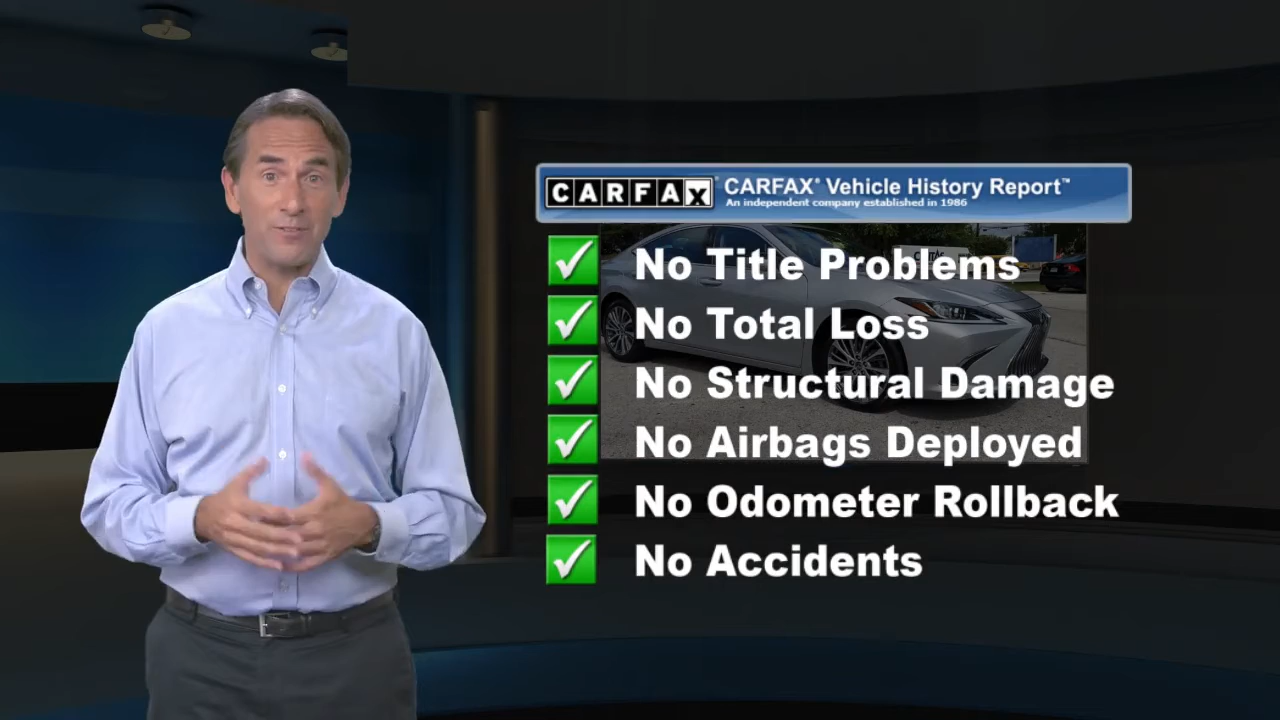 CARFAX
CARFAX® Vehicle History Report™
An independent company established in 1986
No Title Problems
No Total Loss
No Structural Damage
No Airbags Deployed
No Odometer Rollback
No Accidents